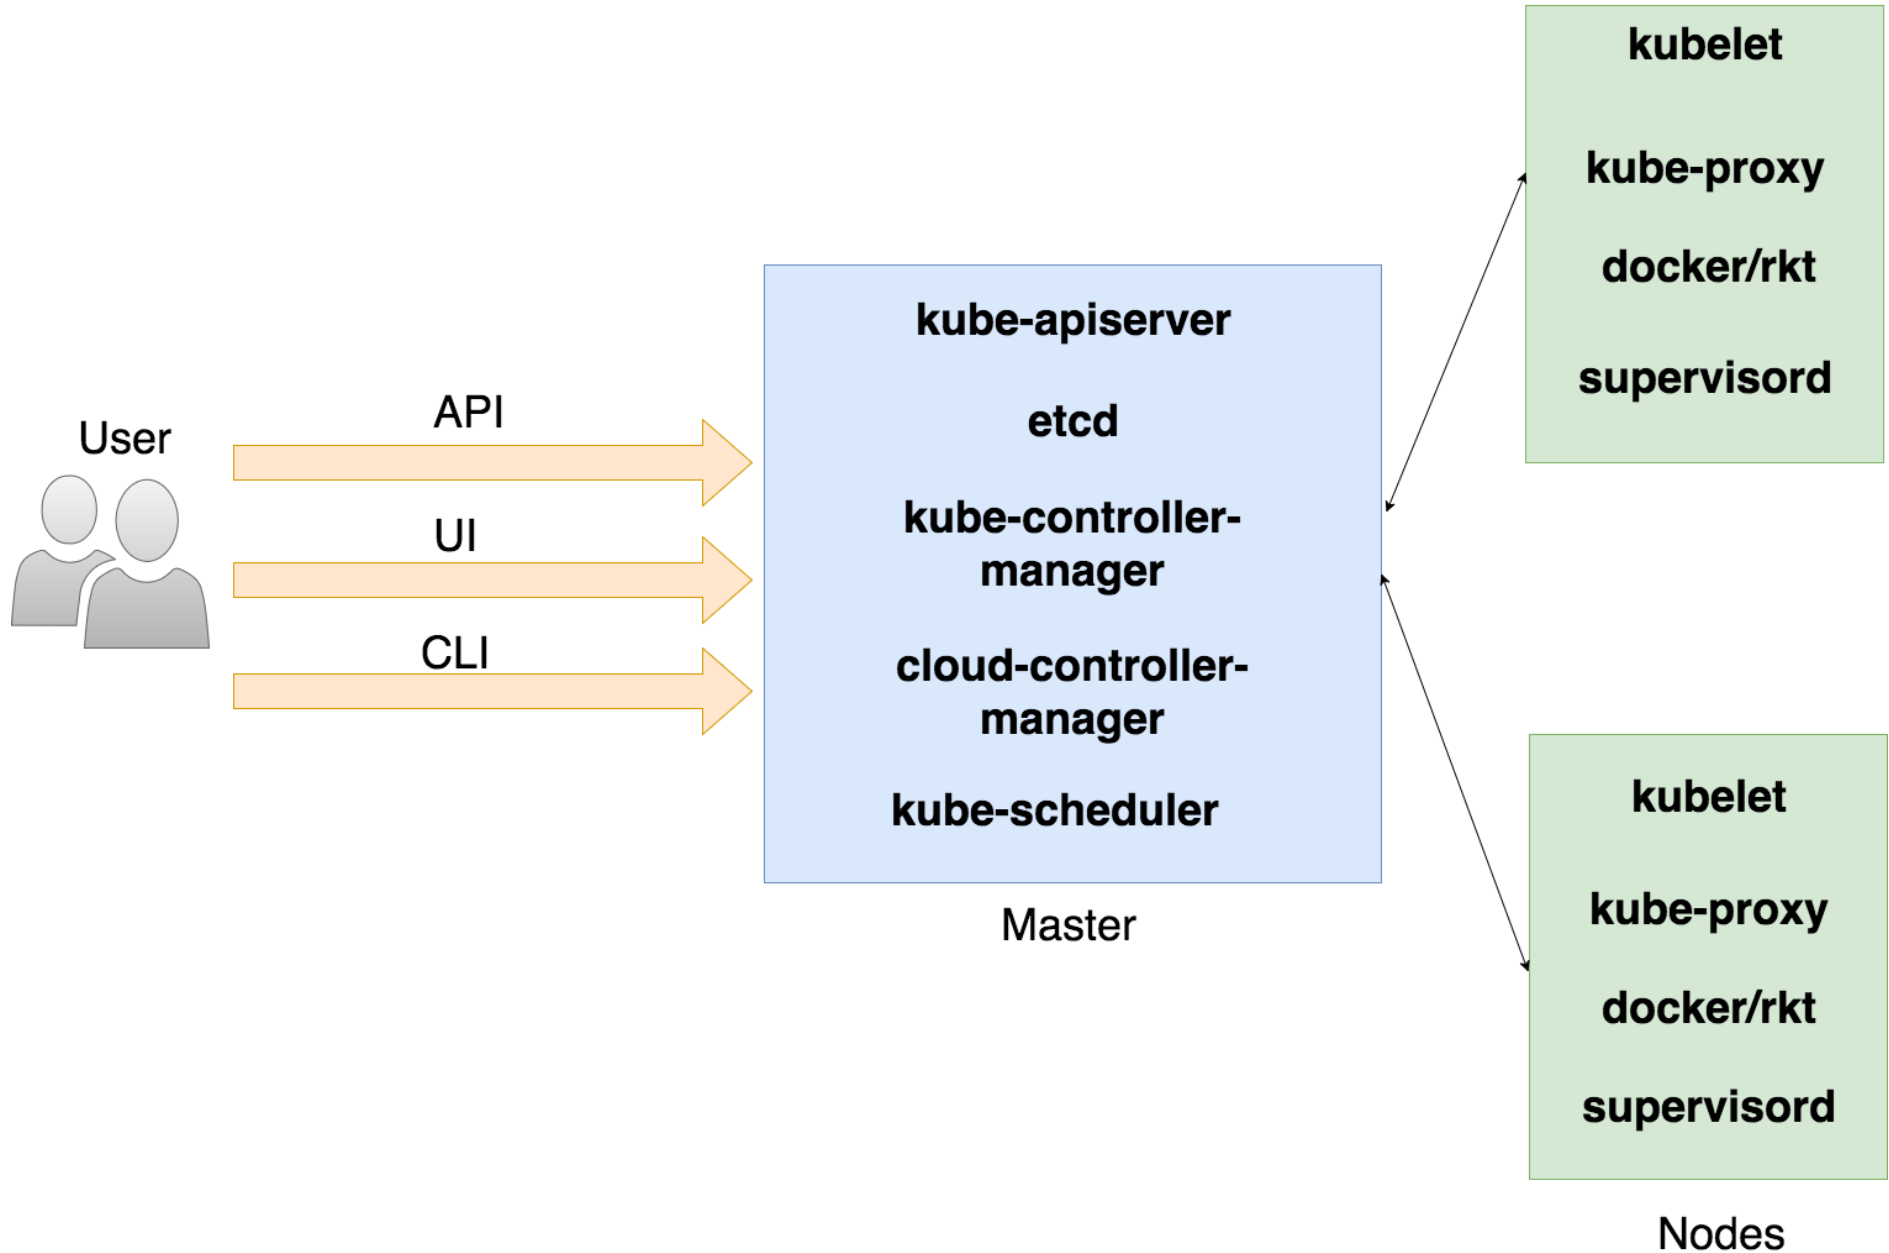 User
API
UI
CLI
kube-apiserver
etcd
kube-controller-
manager
cloud-controller-
manager
kube-scheduler
Master
kubelet
kube-proxy
docker/rkt
supervisord
kubelet
kube-proxy
docker/rkt
supervisord
Nodes